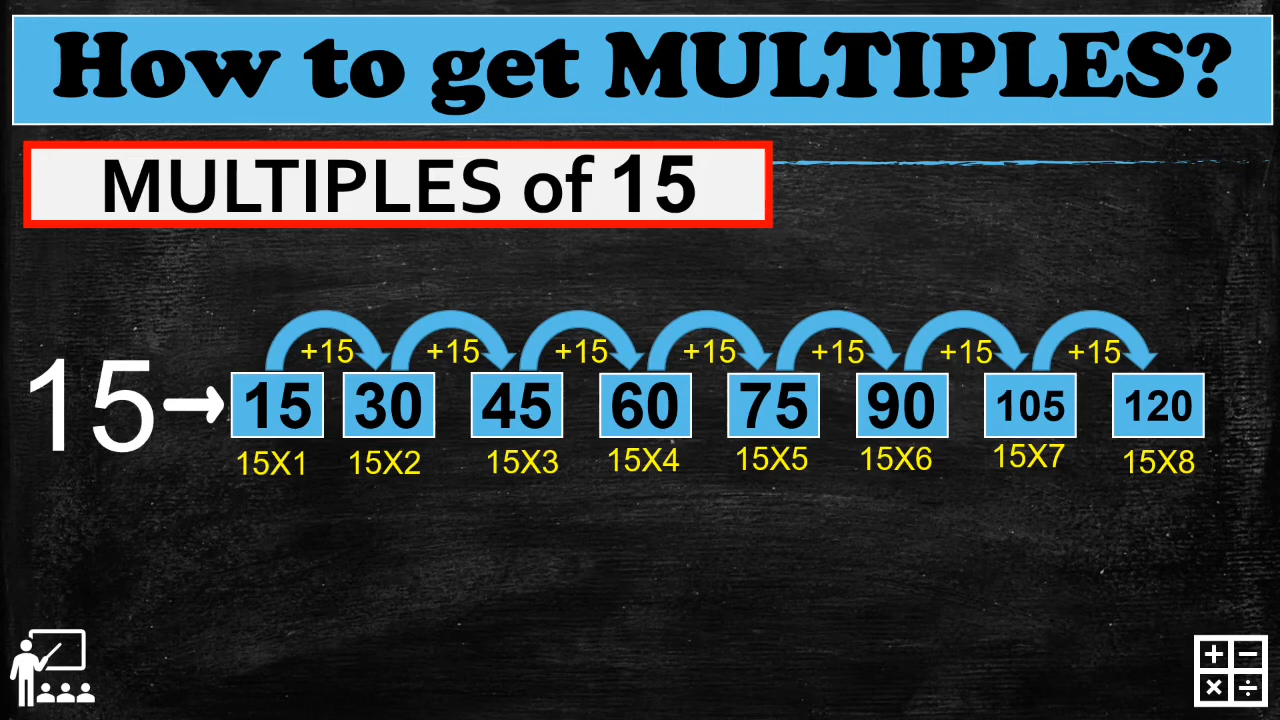 How to get MULTIPLES?
MULTIPLES of 15
+15 +15 +15 +15 +15 +15 +15
15 → 15 30 45 60 75 90 105 120
15X1 15X2 15X3 15X4 15X5 15X6 15X7 15X8
+ −
× ÷